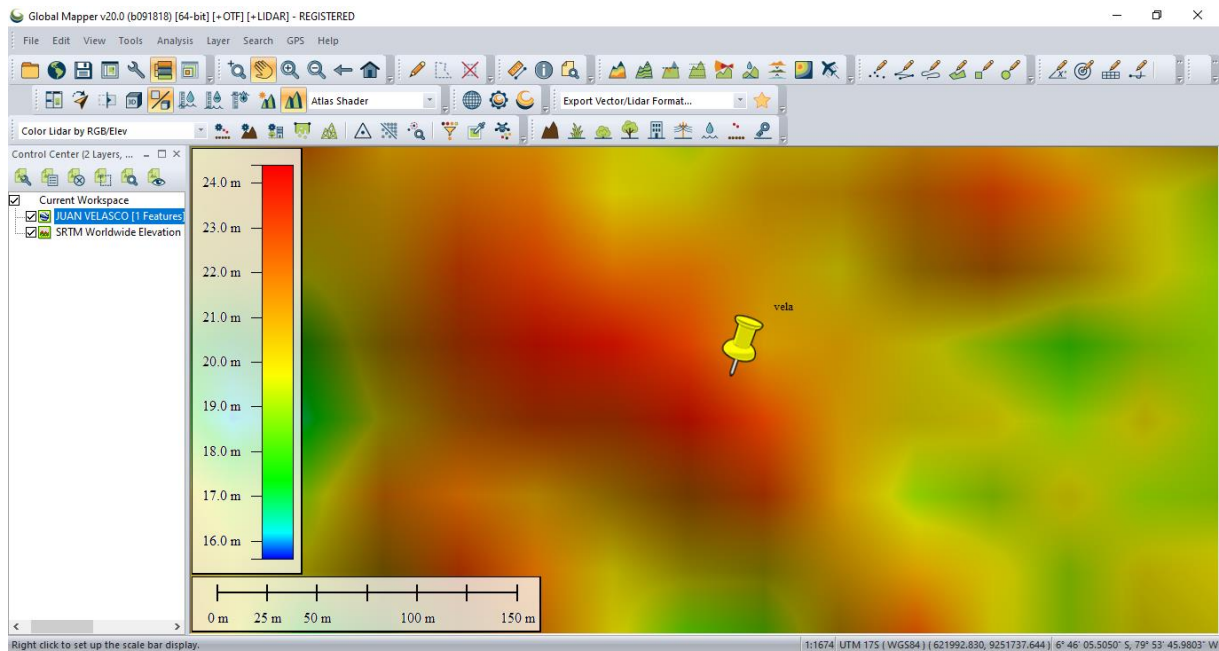 Global Mapper v20.0 (b091818) [64-bit] [+OTF] [+LIDAR] - REGISTERED
File Edit View Tools Analysis Layer Search GPS Help
Atlas Shader
Export Vector/Lidar Format...
Color Lidar by RGB/Elev
Control Center (2 Layers, ...
Current Workspace
JUAN VELASCO [1 Features]
SRTM Worldwide Elevation
24.0 m
23.0 m
22.0 m
21.0 m
20.0 m
19.0 m
18.0 m
17.0 m
16.0 m
vela
0 m 25 m 50 m 100 m 150 m
Right click to set up the scale bar display.
1:1674 UTM 17S ( WGS84 ) ( 621992.830, 9251737.644 ) 6° 46' 05.5050" S, 79° 53' 45.9803" W